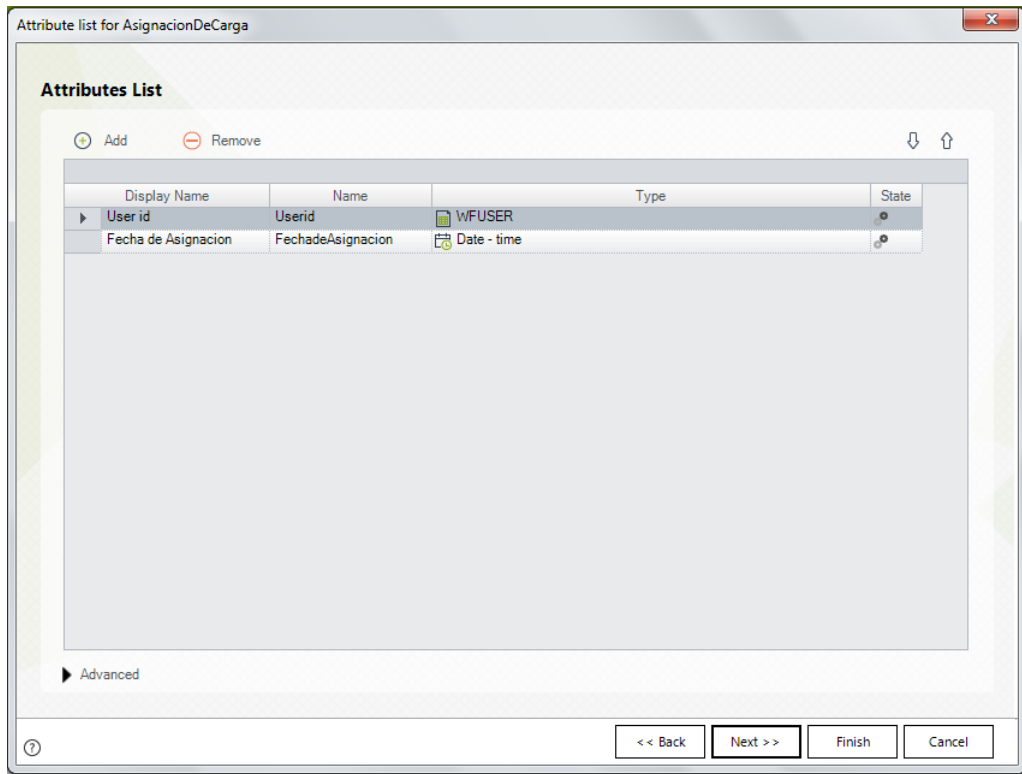 Attribute list for AsignacionDeCarga
x
Attributes List
Add Remove
Display Name Name Type State
User id Userid WFUSER
Fecha de Asignacion FechadeAsignacion Date - time
Advanced
? << Back Next >> Finish Cancel